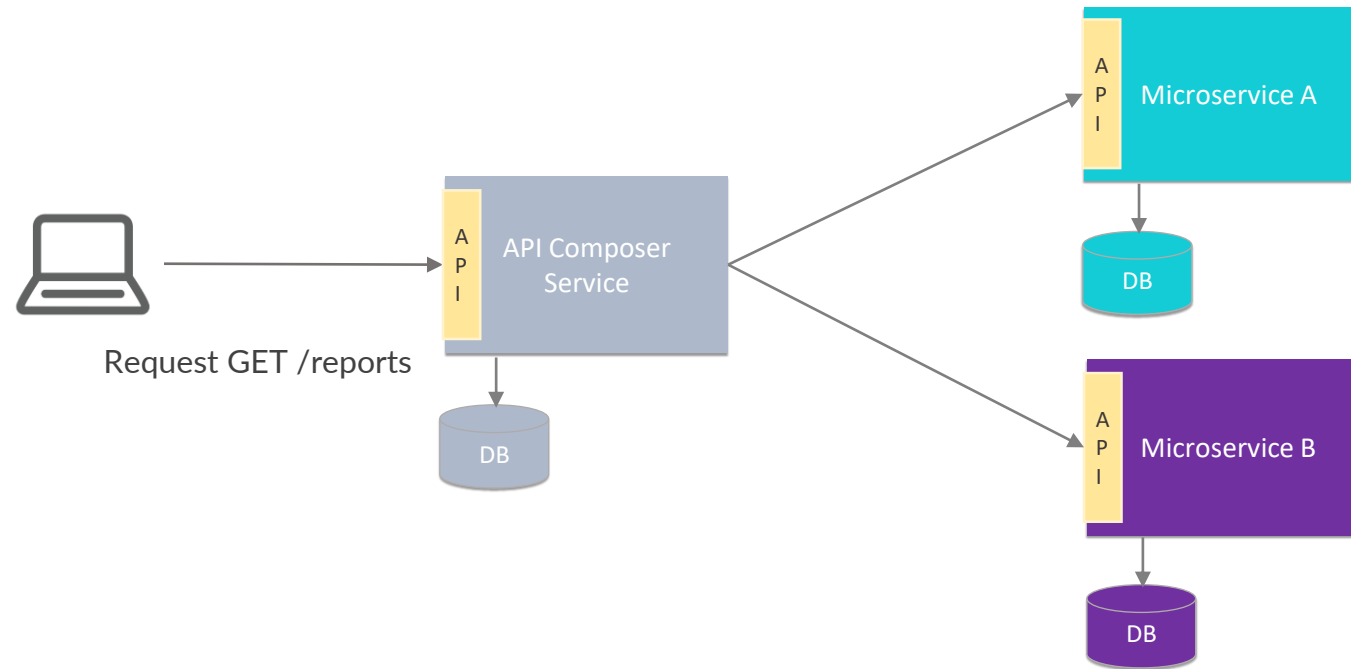 Request GET /reports
A
P
I
API Composer
Service
DB
A
P
I
Microservice A
DB
A
P
I
Microservice B
DB